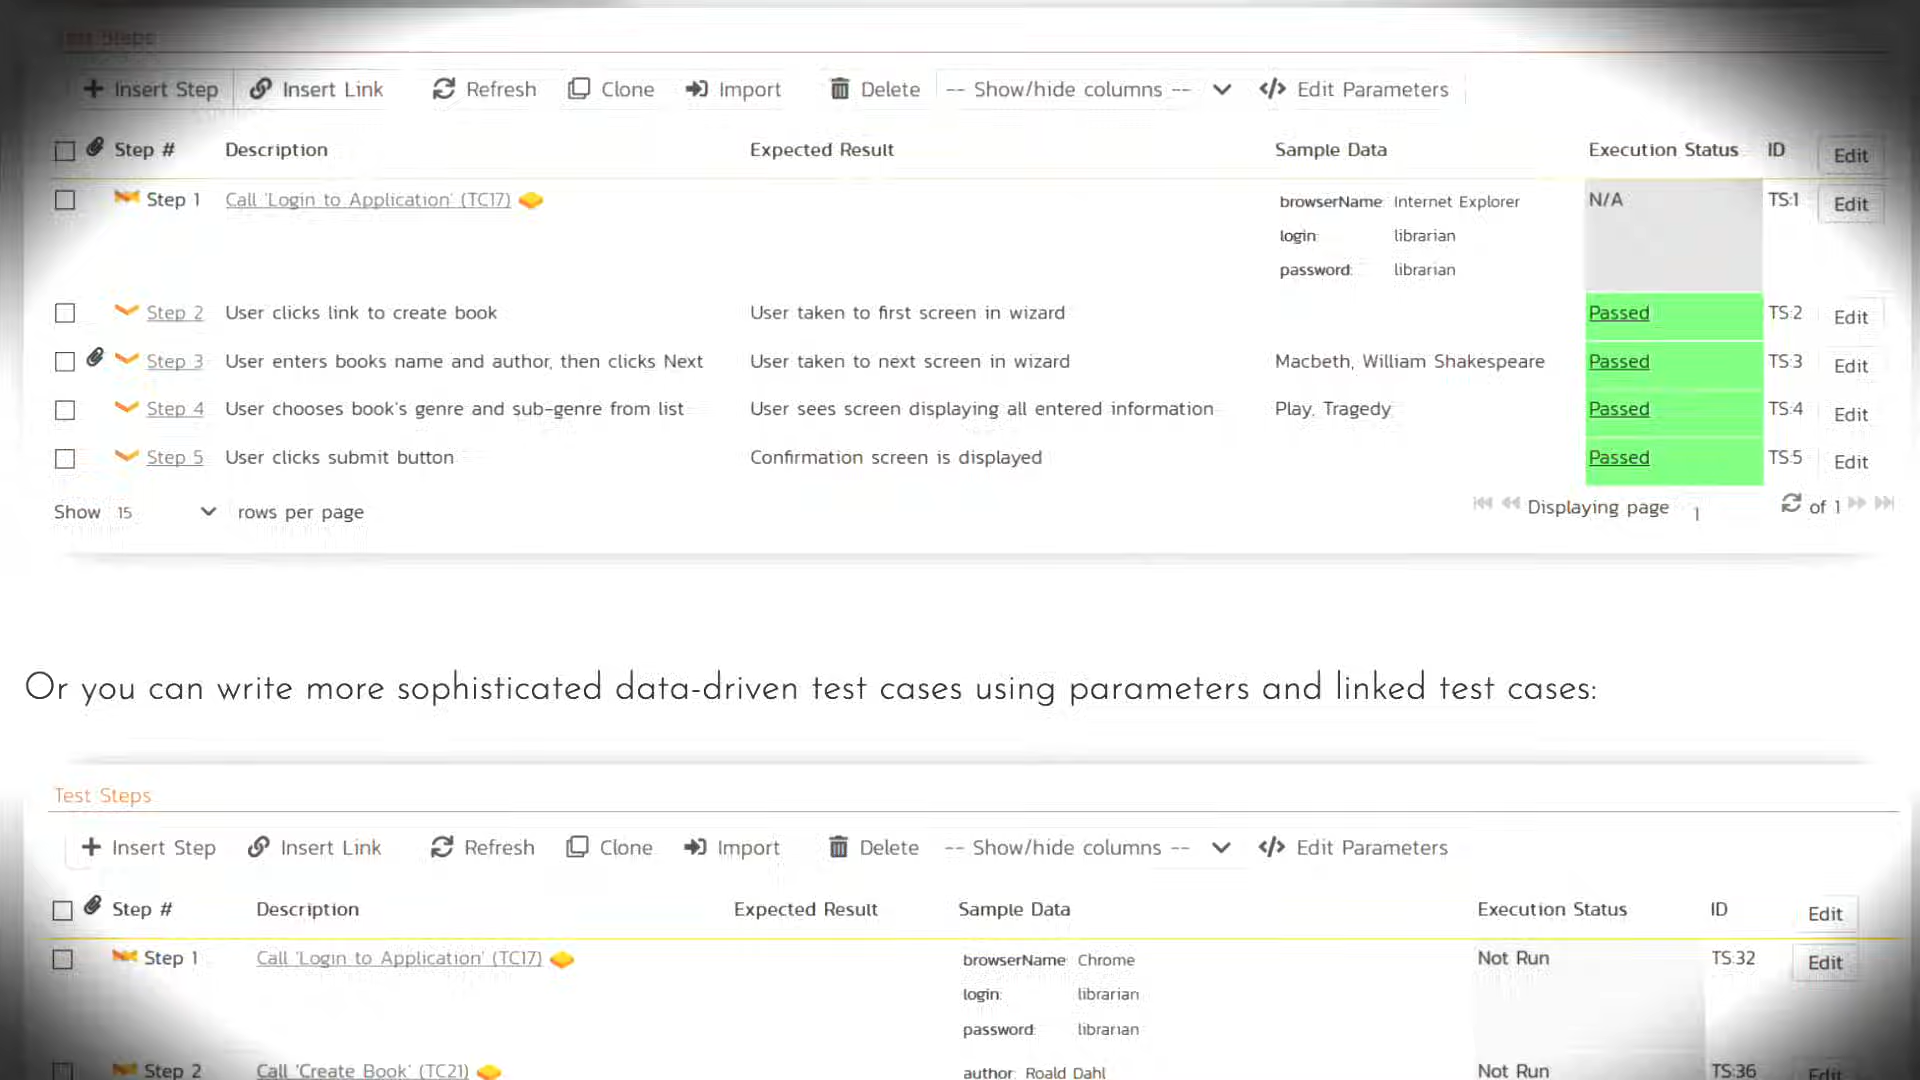 Test Steps
Insert Step Insert Link Refresh Clone Import Delete -- Show/hide columns -- Edit Parameters
Step # Description Expected Result Sample Data Execution Status ID Edit
Step 1 Call 'Login to Application' (TC17) browserName: Internet Explorer N/A TS:1 Edit
login: librarian
password: librarian
Step 2 User clicks link to create book User taken to first screen in wizard Passed TS:2 Edit
Step 3 User enters books name and author, then clicks Next User taken to next screen in wizard Macbeth, William Shakespeare Passed TS:3 Edit
Step 4 User chooses book's genre and sub-genre from list User sees screen displaying all entered information Play, Tragedy Passed TS:4 Edit
Step 5 User clicks submit button Confirmation screen is displayed Passed TS:5 Edit
Show 15 rows per page Displaying page 1 of 1
Or you can write more sophisticated data-driven test cases using parameters and linked test cases:
Test Steps
Insert Step Insert Link Refresh Clone Import Delete -- Show/hide columns -- Edit Parameters
Step # Description Expected Result Sample Data Execution Status ID Edit
Step 1 Call 'Login to Application' (TC17) browserName: Chrome Not Run TS:32 Edit
login: librarian
password: librarian
Step 2 Call 'Create Book' (TC21) author: Roald Dahl Not Run TS:36 Edit